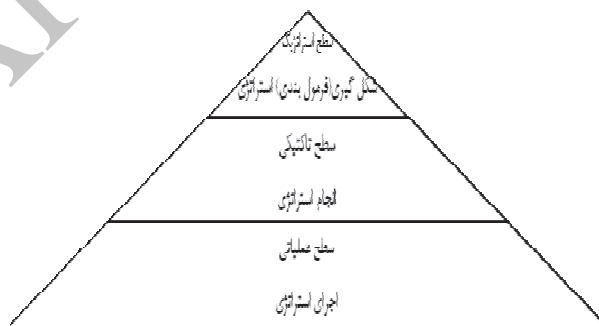 سطح استراتژیک
شکل گیری(فرمول بندی) استراتژی
سطح تاکتیکی
انجام استراتژی
سطح عملیاتی
اجرای استراتژی